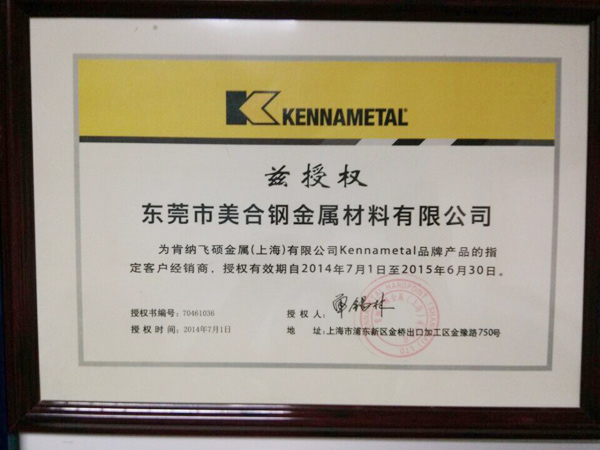 KENNAMETAL
兹授权
东莞市美合钢金属材料有限公司
为肯纳飞硕金属(上海)有限公司Kennametal品牌产品的指
定客户经销商，授权有效期自2014年7月1日至2015年6月30日。
授权书编号：70461036
授权人：
授权时间：2014年7月1日
地　址：上海市浦东新区金桥出口加工区金豫路750号